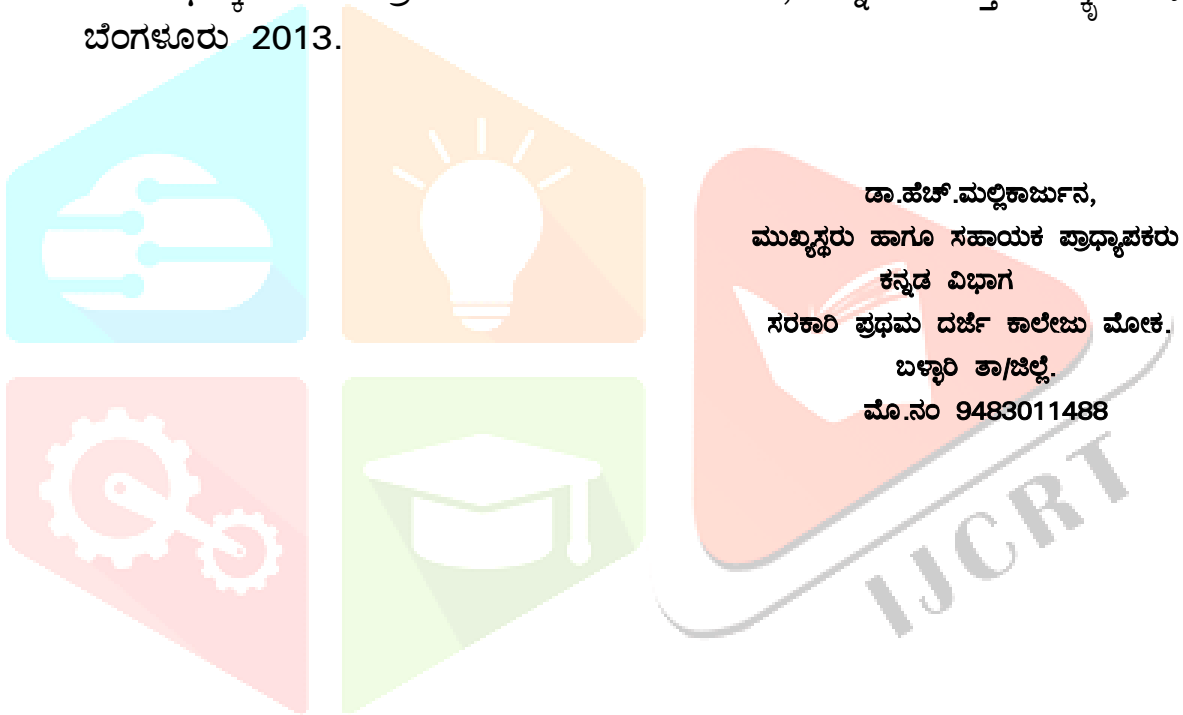 ಬೆಂಗಳೂರು 2013.
ಡಾ.ಹೆಚ್.ಮಲ್ಲಿಕಾರ್ಜುನ,
ಮುಖ್ಯಸ್ಥರು ಹಾಗೂ ಸಹಾಯಕ ಪ್ರಾಧ್ಯಾಪಕರು
ಕನ್ನಡ ವಿಭಾಗ
ಸರಕಾರಿ ಪ್ರಥಮ ದರ್ಜೆ ಕಾಲೇಜು ಮೋಕ.
ಬಳ್ಳಾರಿ ತಾ/ಜಿಲ್ಲೆ.
ಮೊ.ನಂ 9483011488
IJCRT